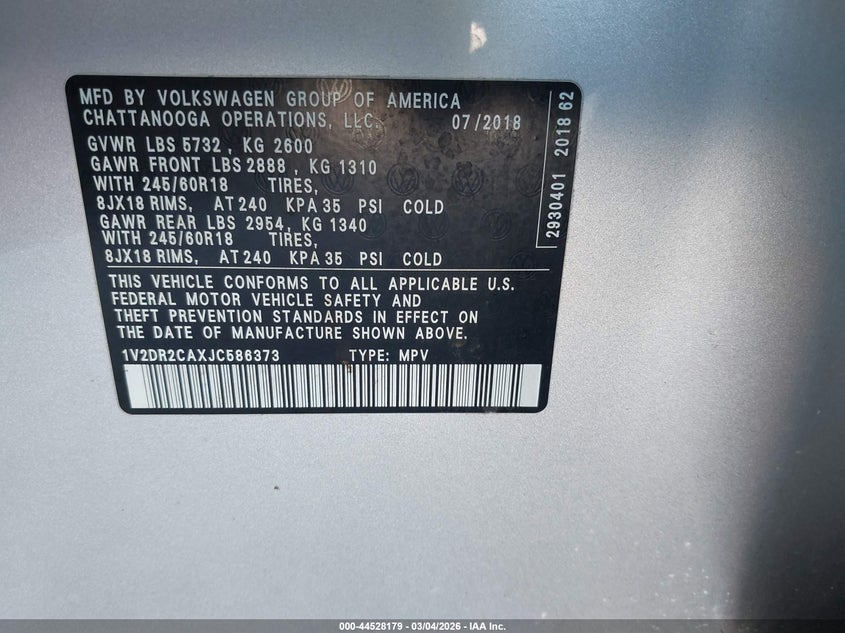 MFD BY VOLKSWAGEN GROUP OF AMERICA
CHATTANOOGA OPERATIONS, LLC. 07/2018
GVWR LBS 5732, KG 2600
GAWR FRONT LBS 2888, KG 1310
WITH 245/60R18 TIRES,
8JX18 RIMS, AT 240 KPA 35 PSI COLD
GAWR REAR LBS 2954, KG 1340
WITH 245/60R18 TIRES,
8JX18 RIMS, AT 240 KPA 35 PSI COLD
THIS VEHICLE CONFORMS TO ALL APPLICABLE U.S.
FEDERAL MOTOR VEHICLE SAFETY AND
THEFT PREVENTION STANDARDS IN EFFECT ON
THE DATE OF MANUFACTURE SHOWN ABOVE.
1V2DR2CAXJC586373 TYPE: MPV
2930401 2018 62
000-44528179 - 03/04/2026 - IAA Inc.